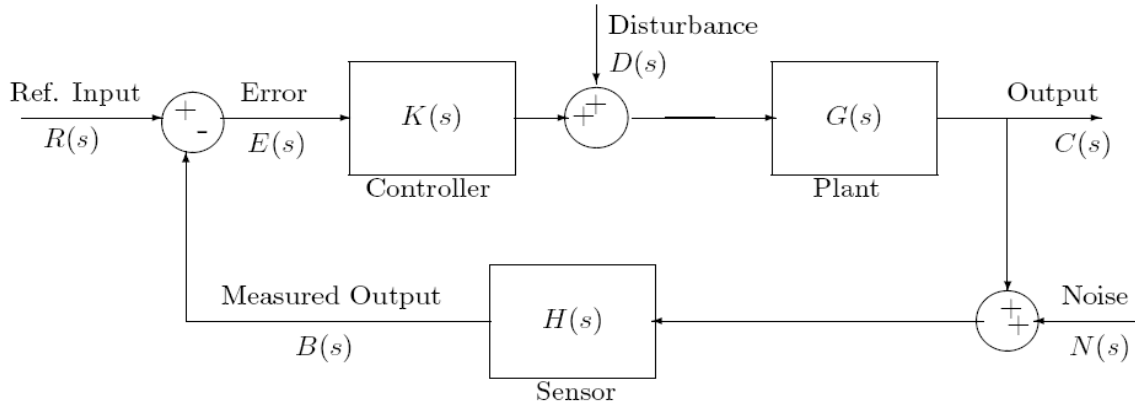 Disturbance
D(s)
Ref. Input
R(s)
+
-
Error
E(s)
K(s)
Controller
+
+
G(s)
Plant
Output
C(s)
Measured Output
B(s)
H(s)
Sensor
+
+
Noise
N(s)